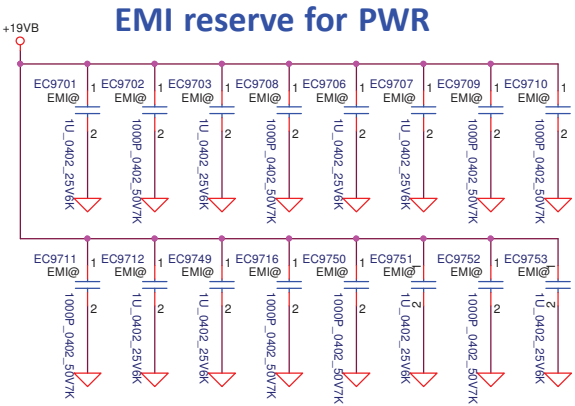 EMI reserve for PWR
+19VB
EC9701 EC9702 EC9703 EC9708 EC9706 EC9707 EC9709 EC9710
1 1 1 1 1 1 1 1
EMI@ EMI@ EMI@ EMI@ EMI@ EMI@ EMI@ EMI@
2 2 2 2 2 2 2 2
1U_0402_25V6K
1000P_0402_50V7K
1U_0402_25V6K
1000P_0402_50V7K
1U_0402_25V6K
1U_0402_25V6K
1000P_0402_50V7K
1000P_0402_50V7K
EC9711 EC9712 EC9749 EC9716 EC9750 EC9751 EC9752 EC9753
1 1 1 1 1 1 1 1
EMI@ EMI@ EMI@ EMI@ EMI@ EMI@ EMI@ EMI@
2 2 2 2 2 2 2 2
1000P_0402_50V7K
1U_0402_25V6K
1U_0402_25V6K
1000P_0402_50V7K
1000P_0402_50V7K
1U_0402_25V6K
1000P_0402_50V7K
1U_0402_25V6K